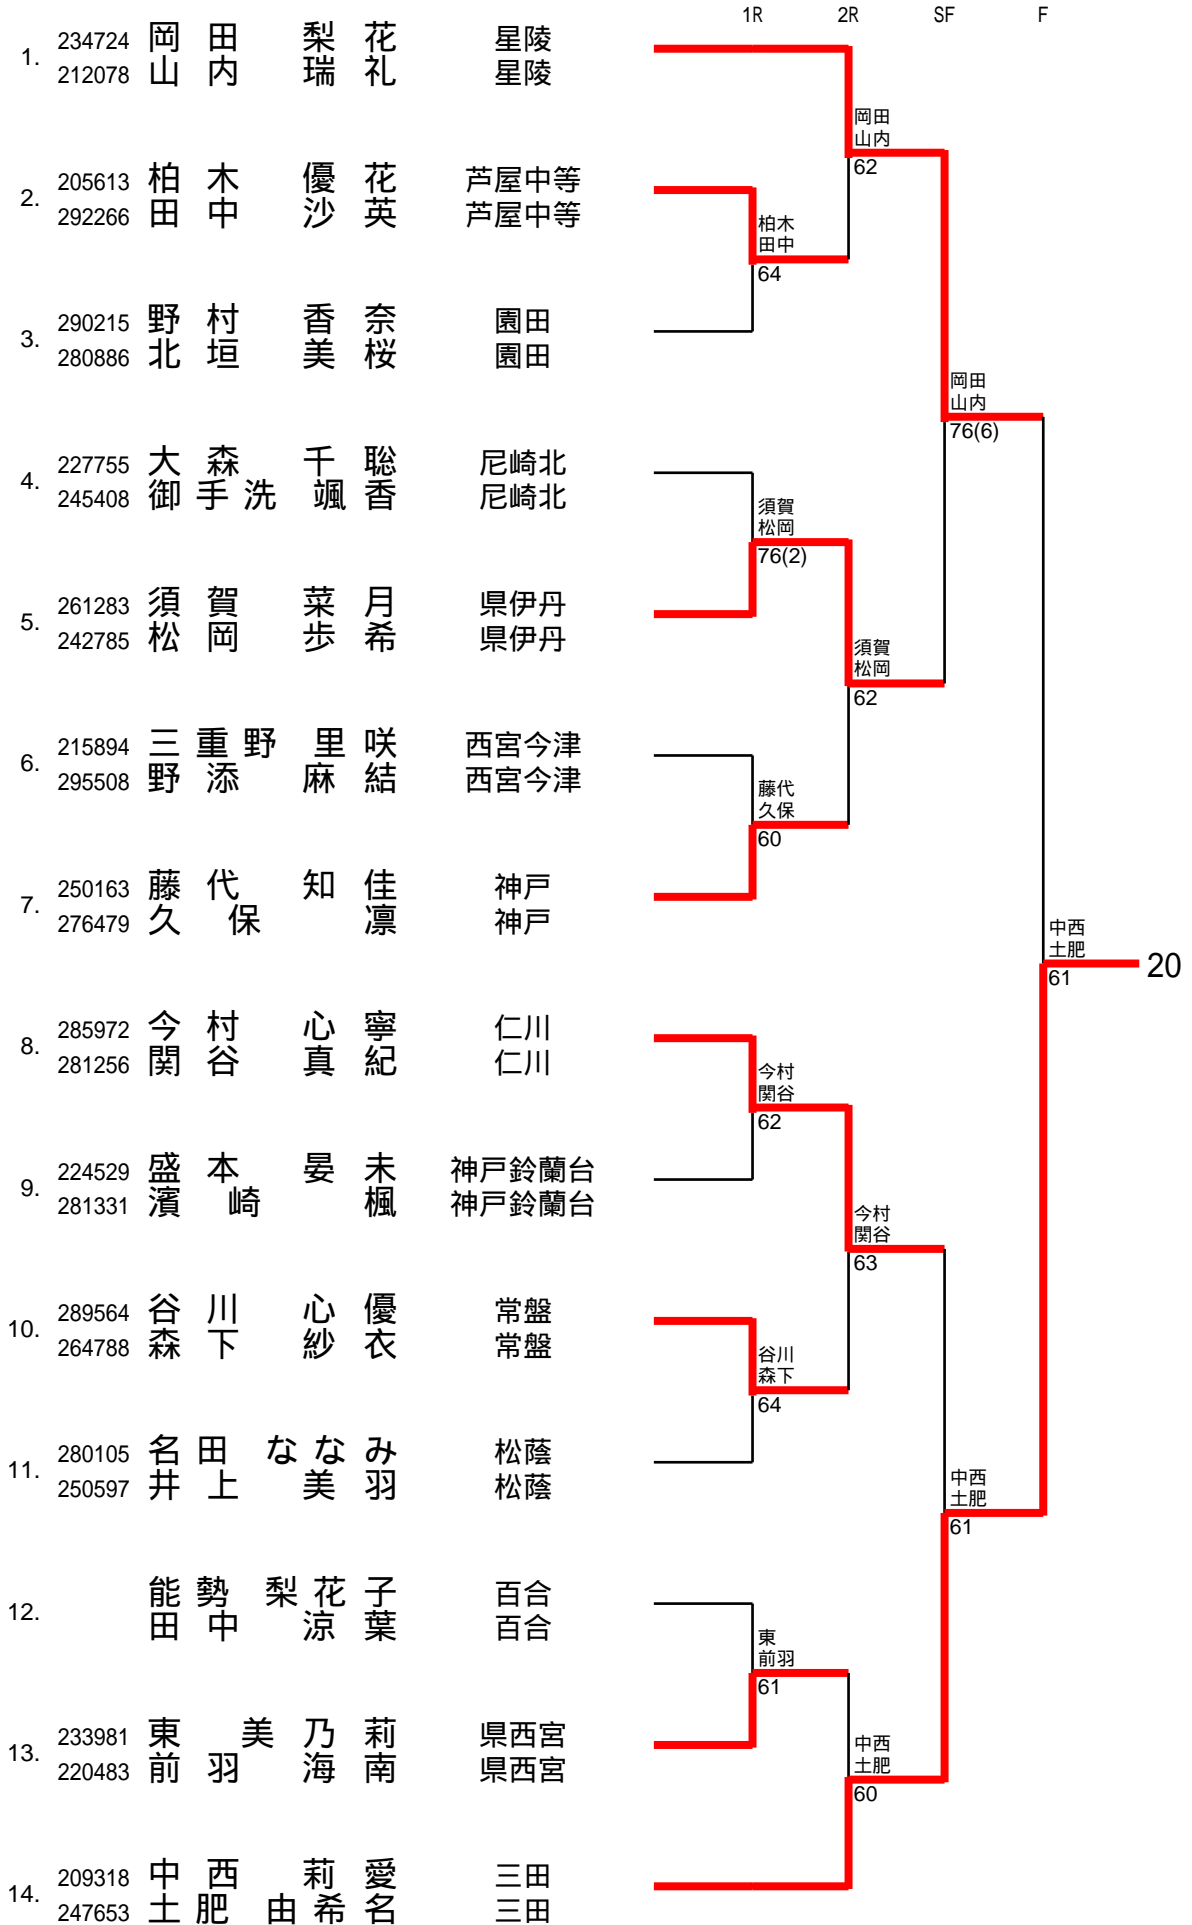 1R 2R SF F
1. 234724 岡田 梨花 星陵
212078 山内 瑞礼 星陵
岡田
山内
62
2. 205613 柏木 優花 芦屋中等
292266 田中 沙英 芦屋中等
柏木
田中
64
3. 290215 野村 香奈 園田
280886 北垣 美桜 園田
岡田
山内
76(6)
4. 227755 大森 千聡 尼崎北
245408 御手洗 颯香 尼崎北
須賀
松岡
76(2)
5. 261283 須賀 菜月 県伊丹
242785 松岡 歩希 県伊丹
須賀
松岡
62
6. 215894 三重野 里咲 西宮今津
295508 野添 麻結 西宮今津
藤代
久保
60
7. 250163 藤代 知佳 神戸
276479 久保 凛 神戸
中西
土肥
61
20
8. 285972 今村 心寧 仁川
281256 関谷 真紀 仁川
今村
関谷
62
9. 224529 盛本 晏未 神戸鈴蘭台
281331 濱崎 楓 神戸鈴蘭台
今村
関谷
63
10. 289564 谷川 心優 常盤
264788 森下 紗衣 常盤
谷川
森下
64
11. 280105 名田 ななみ 松蔭
250597 井上 美羽 松蔭
中西
土肥
61
12. 能勢 梨花子 百合
田中 涼葉 百合
東
前羽
61
13. 233981 東 美乃莉 県西宮
220483 前羽 海南 県西宮
中西
土肥
60
14. 209318 中西 莉愛 三田
247653 土肥 由希名 三田